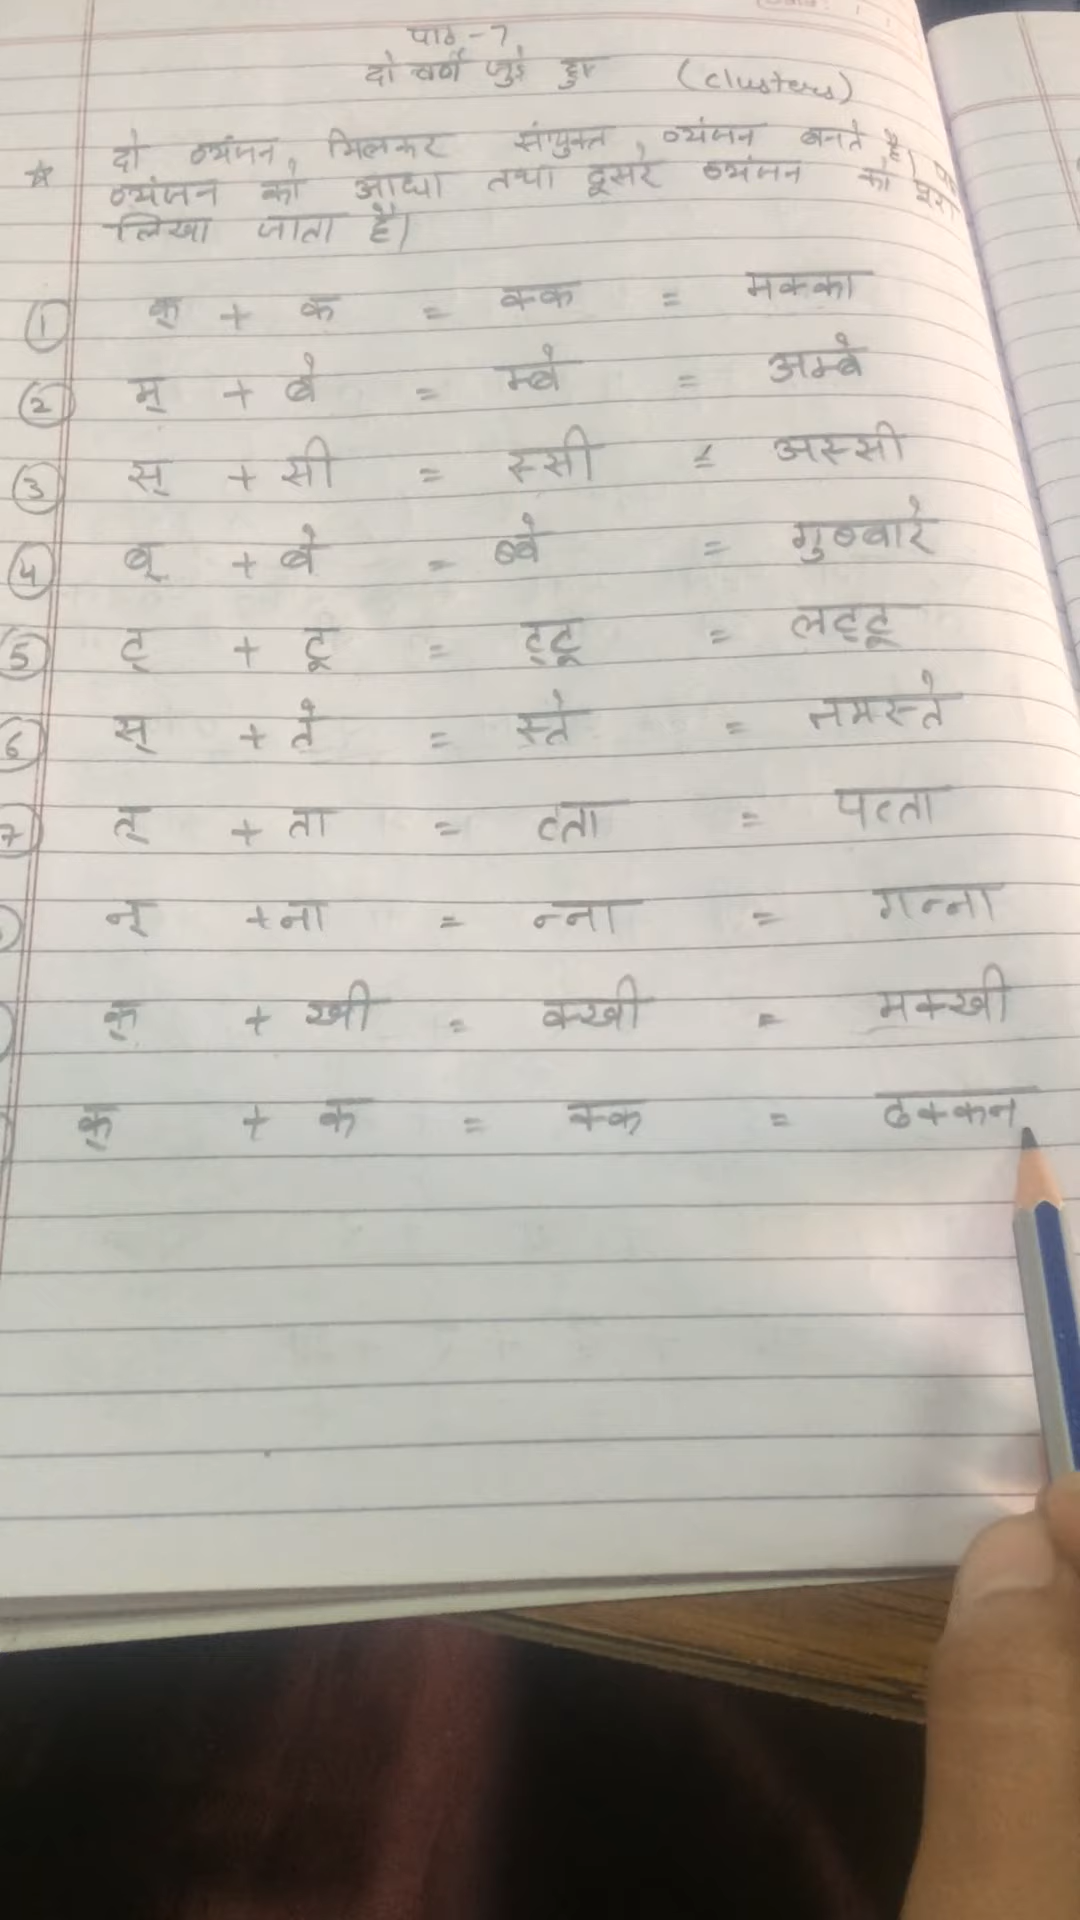 पाठ - 7
दो वर्ण जुड़े हुए (clusters)
* दो व्यंजन, मिलकर संयुक्त, व्यंजन बनते है।
व्यंजन को आधा तथा दूसरे व्यंजन को पूरा
लिखा जाता है।
① क् + क = क्क = मक्का
② म् + बे = म्बे = अम्बे
③ स् + सी = स्सी = अस्सी
④ ब् + बे = ब्बे = गुब्बारे
⑤ ट् + टू = ट्टू = लट्टू
6 स् + ते = स्ते = नमस्ते
7 त् + ता = त्ता = पत्ता
न् + ना = न्ना = गन्ना
क् + खी = क्खी = मक्खी
क् + क = क्क = ढक्कन